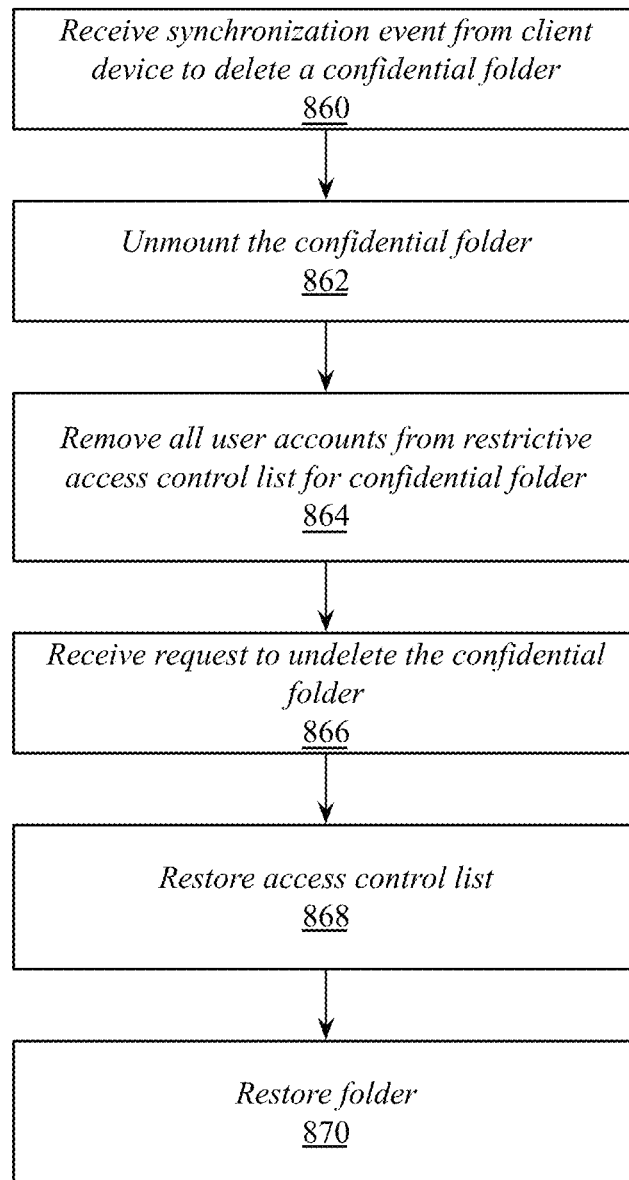 Receive synchronization event from client
device to delete a confidential folder
860
Unmount the confidential folder
862
Remove all user accounts from restrictive
access control list for confidential folder
864
Receive request to undelete the confidential
folder
866
Restore access control list
868
Restore folder
870